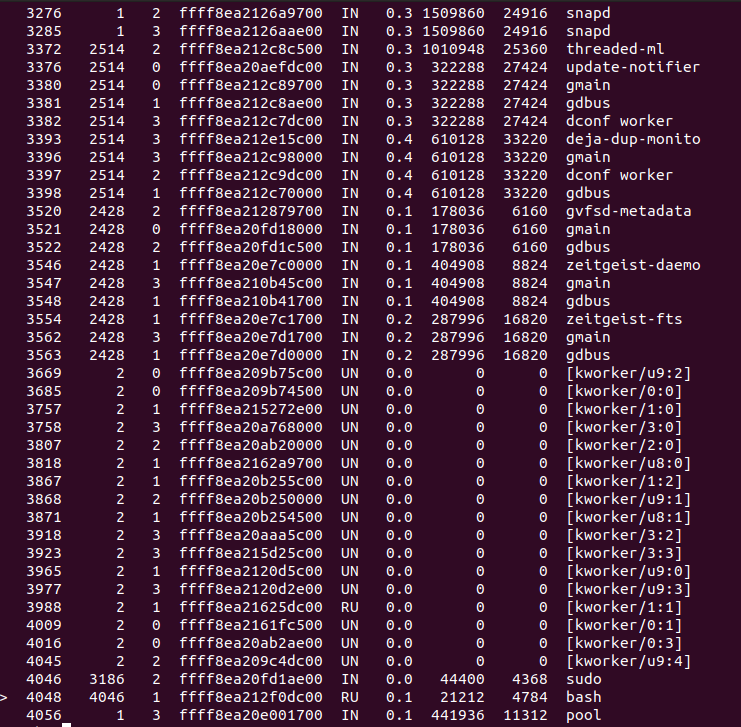 3276 1 2 ffff8ea2126a9700 IN 0.3 1509860 24916 snapd
3285 1 3 ffff8ea2126aae00 IN 0.3 1509860 24916 snapd
3372 2514 2 ffff8ea212c8c500 IN 0.3 1010948 25360 threaded-ml
3376 2514 0 ffff8ea20aefdc00 IN 0.3 322288 27424 update-notifier
3380 2514 0 ffff8ea212c89700 IN 0.3 322288 27424 gmain
3381 2514 1 ffff8ea212c8ae00 IN 0.3 322288 27424 gdbus
3382 2514 3 ffff8ea212c7dc00 IN 0.3 322288 27424 dconf worker
3393 2514 3 ffff8ea212e15c00 IN 0.4 610128 33220 deja-dup-monito
3396 2514 3 ffff8ea212c98000 IN 0.4 610128 33220 gmain
3397 2514 2 ffff8ea212c9dc00 IN 0.4 610128 33220 dconf worker
3398 2514 1 ffff8ea212c70000 IN 0.4 610128 33220 gdbus
3520 2428 2 ffff8ea212879700 IN 0.1 178036 6160 gvfsd-metadata
3521 2428 0 ffff8ea20fd18000 IN 0.1 178036 6160 gmain
3522 2428 2 ffff8ea20fd1c500 IN 0.1 178036 6160 gdbus
3546 2428 1 ffff8ea20e7c0000 IN 0.1 404908 8824 zeitgeist-daemo
3547 2428 3 ffff8ea210b45c00 IN 0.1 404908 8824 gmain
3548 2428 1 ffff8ea210b41700 IN 0.1 404908 8824 gdbus
3554 2428 1 ffff8ea20e7c1700 IN 0.2 287996 16820 zeitgeist-fts
3562 2428 3 ffff8ea20e7d1700 IN 0.2 287996 16820 gmain
3563 2428 1 ffff8ea20e7d0000 IN 0.2 287996 16820 gdbus
3669 2 0 ffff8ea209b75c00 UN 0.0 0 0 [kworker/u9:2]
3685 2 0 ffff8ea209b74500 UN 0.0 0 0 [kworker/0:0]
3757 2 1 ffff8ea215272e00 UN 0.0 0 0 [kworker/1:0]
3758 2 3 ffff8ea20a768000 UN 0.0 0 0 [kworker/3:0]
3807 2 2 ffff8ea20ab20000 UN 0.0 0 0 [kworker/2:0]
3818 2 1 ffff8ea2162a9700 UN 0.0 0 0 [kworker/u8:0]
3867 2 1 ffff8ea20b255c00 UN 0.0 0 0 [kworker/1:2]
3868 2 2 ffff8ea20b250000 UN 0.0 0 0 [kworker/u9:1]
3871 2 1 ffff8ea20b254500 UN 0.0 0 0 [kworker/u8:1]
3918 2 3 ffff8ea20aaa5c00 UN 0.0 0 0 [kworker/3:2]
3923 2 3 ffff8ea215d25c00 UN 0.0 0 0 [kworker/3:3]
3965 2 1 ffff8ea2120d5c00 UN 0.0 0 0 [kworker/u9:0]
3977 2 3 ffff8ea2120d2e00 UN 0.0 0 0 [kworker/u9:3]
3988 2 1 ffff8ea21625dc00 RU 0.0 0 0 [kworker/1:1]
4009 2 0 ffff8ea2161fc500 UN 0.0 0 0 [kworker/0:1]
4016 2 0 ffff8ea20ab2ae00 UN 0.0 0 0 [kworker/0:3]
4045 2 2 ffff8ea209c4dc00 UN 0.0 0 0 [kworker/u9:4]
4046 3186 2 ffff8ea20fd1ae00 IN 0.0 44400 4368 sudo
> 4048 4046 1 ffff8ea212f0dc00 RU 0.1 21212 4784 bash
4056 1 3 ffff8ea20e001700 IN 0.1 441936 11312 pool